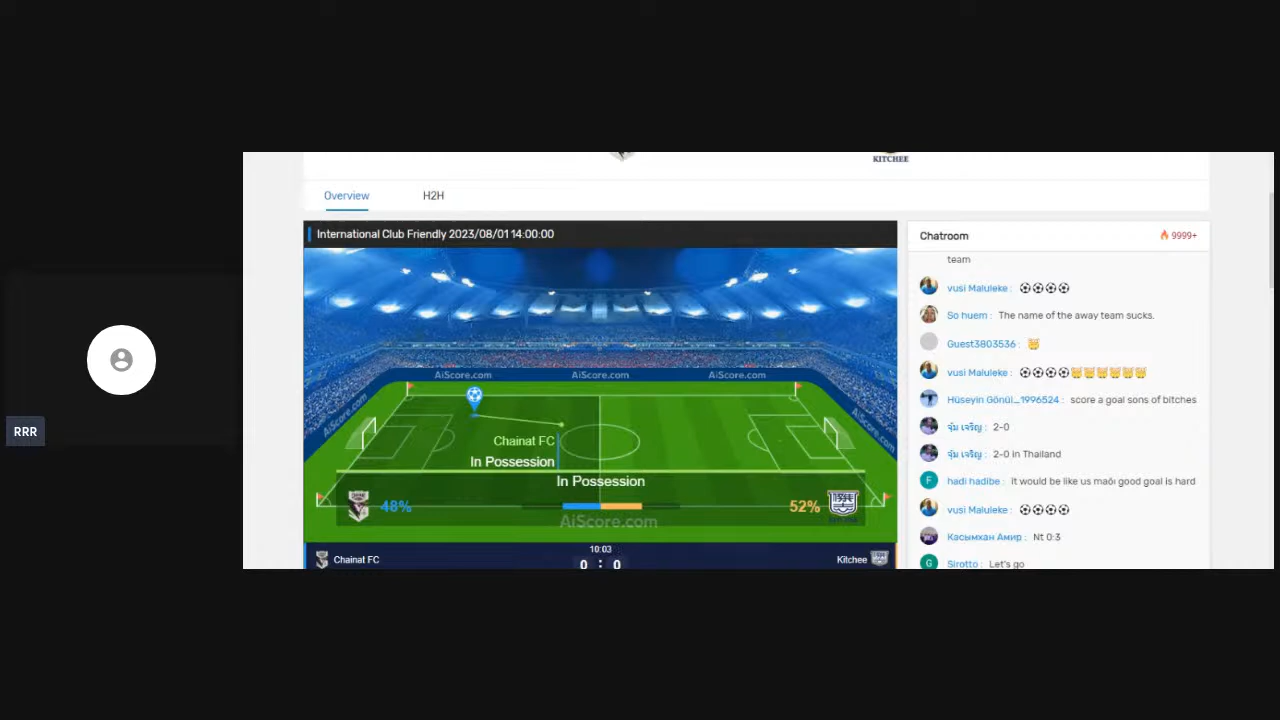 KITCHEE
Overview
H2H
International Club Friendly 2023/08/01 14:00:00
AiScore.com
AiScore.com
AiScore.com
AiScore.com
AiScore.com
Chainat FC
In Possession
In Possession
48%
52%
AiScore.com
10:03
Chainat FC
0 : 0
Kitchee
Chatroom
9999+
team
vusi Maluleke :
So huem : The name of the away team sucks.
Guest3803536 :
vusi Maluleke :
Hüseyin Gönül_1996524 : score a goal sons of bitches
จุ๋ม เจริญ : 2-0
จุ๋ม เจริญ : 2-0 in Thailand
F
hadi hadibe : it would be like us maői good goal is hard
vusi Maluleke :
Касымхан Амир : Nt 0:3
G
Sirotto : Let's go
RRR